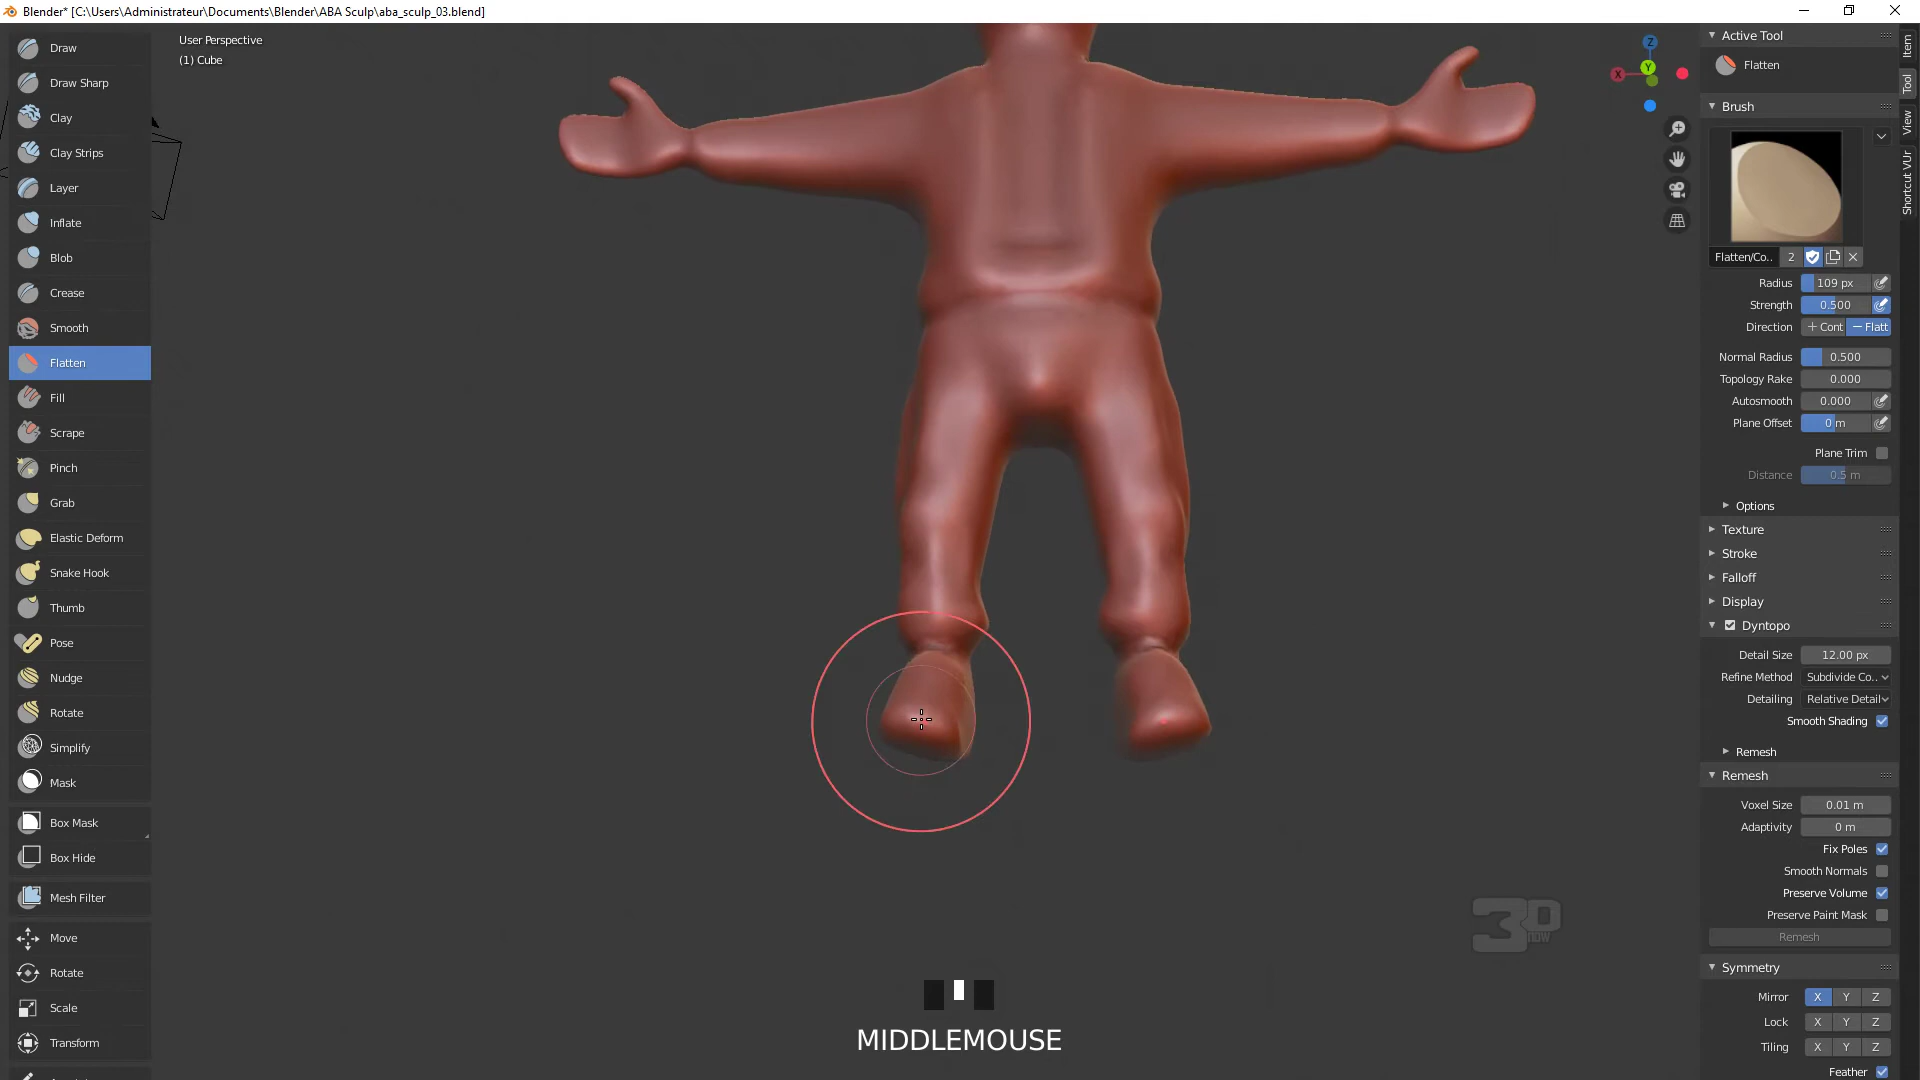 Blender* [C:\Users\Administrateur\Documents\Blender\ABA Sculp\aba_sculp_03.blend]
User Perspective
(1) Cube
Draw
Draw Sharp
Clay
Clay Strips
Layer
Inflate
Blob
Crease
Smooth
Flatten
Fill
Scrape
Pinch
Grab
Elastic Deform
Snake Hook
Thumb
Pose
Nudge
Rotate
Simplify
Mask
Box Mask
Box Hide
Mesh Filter
Move
Rotate
Scale
Transform
Z
Y
X
3D
now
MIDDLEMOUSE
Active Tool
Flatten
Brush
Flatten/Co.. 2
Radius 109 px
Strength 0.500
Direction + Cont − Flatt
Normal Radius 0.500
Topology Rake 0.000
Autosmooth 0.000
Plane Offset 0 m
Plane Trim
Distance 0.5 m
Options
Texture
Stroke
Falloff
Display
Dyntopo
Detail Size 12.00 px
Refine Method Subdivide Co..
Detailing Relative Detail
Smooth Shading
Remesh
Remesh
Voxel Size 0.01 m
Adaptivity 0 m
Fix Poles
Smooth Normals
Preserve Volume
Preserve Paint Mask
Remesh
Symmetry
Mirror X Y Z
Lock X Y Z
Tiling X Y Z
Feather
Item
Tool
View
Shortcut VUr